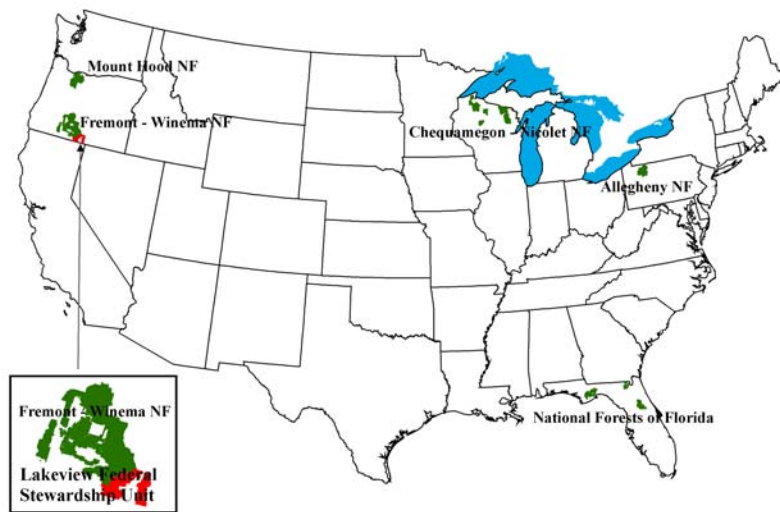 Mount Hood NF
Fremont - Winema NF
Chequamegon - Nicolet NF
Allegheny NF
National Forests of Florida
Fremont - Winema NF
Lakeview Federal
Stewardship Unit